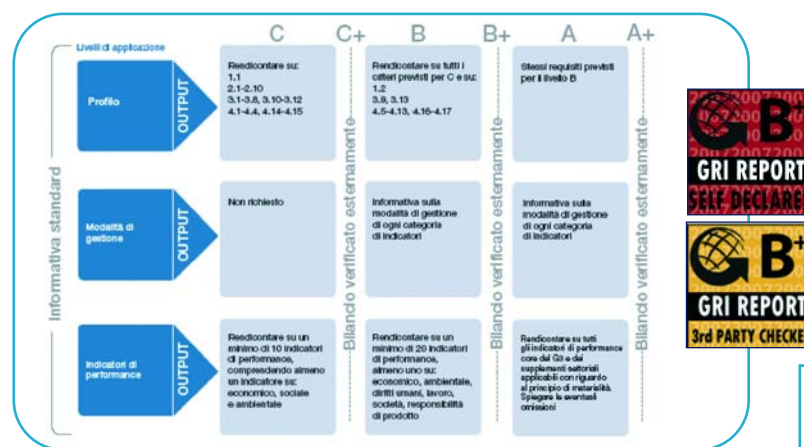 C C+ B B+ A A+
Livelli di applicazione
Informativa standard
Profilo
OUTPUT
Rendicontare su:
1.1
2.1-2.10
3.1-3.8, 3.10-3.12
4.1-4.4, 4.14-4.15
Bilancio verificato esternamente
Rendicontare su tutti i
criteri previsti per C e su:
1.2
3.9, 3.13
4.5-4.13, 4.16-4.17
Bilancio verificato esternamente
Stessi requisiti previsti
per il livello B
Bilancio verificato esternamente
Modalità di
gestione
OUTPUT
Non richiesto
Informativa sulla
modalità di gestione
di ogni categoria
di indicatori
Informativa sulla
modalità di gestione
di ogni categoria
di indicatori
Indicatori di
performance
OUTPUT
Rendicontare su un
minimo di 10 indicatori
di performance,
comprendendo almeno
un indicatore su:
economico, sociale
e ambientale
Rendicontare su un
minimo di 20 indicatori
di performance,
almeno uno su:
economico, ambientale,
diritti umani, lavoro,
società, responsabilità
di prodotto
Rendicontare su tutti
gli indicatori di performance
core del G3 e dei
supplementi settoriali
applicabili con riguardo
al principio di materialità.
Spiegare le eventuali
omissioni
G B+
GRI REPORT
SELF DECLARE
G B+
GRI REPORT
3rd PARTY CHECKE